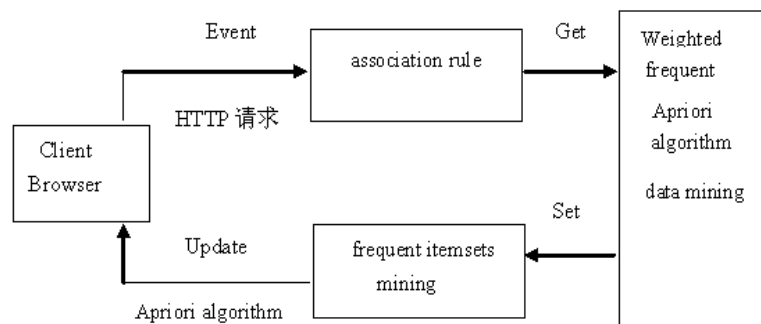 Event
HTTP 请求
association rule
Get
Weighted
frequent
Apriori
algorithm
data mining
Client
Browser
Set
frequent itemsets
mining
Update
Apriori algorithm